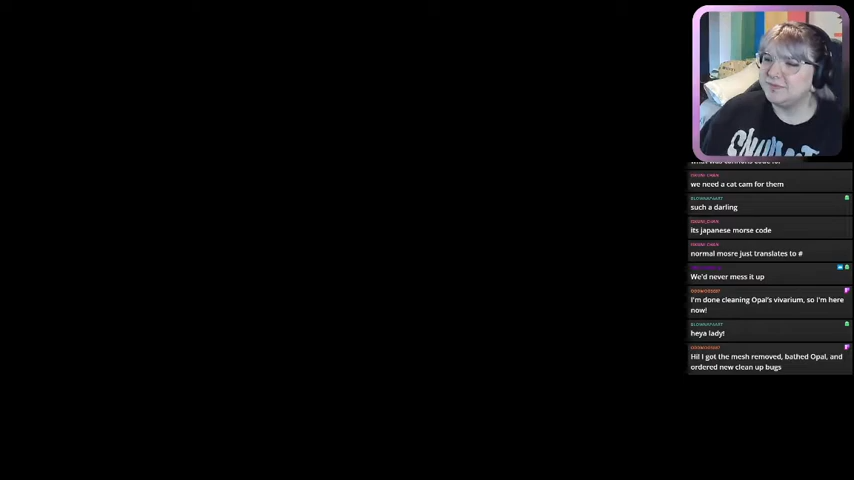 we need a cat cam for them
such a darling
its japanese morse code
normal mosre just translates to #
We'd never mess it up
I'm done cleaning Opal's vivarium, so I'm here
now!
heya lady!
Hi! I got the mesh removed, bathed Opal, and
ordered new clean up bugs